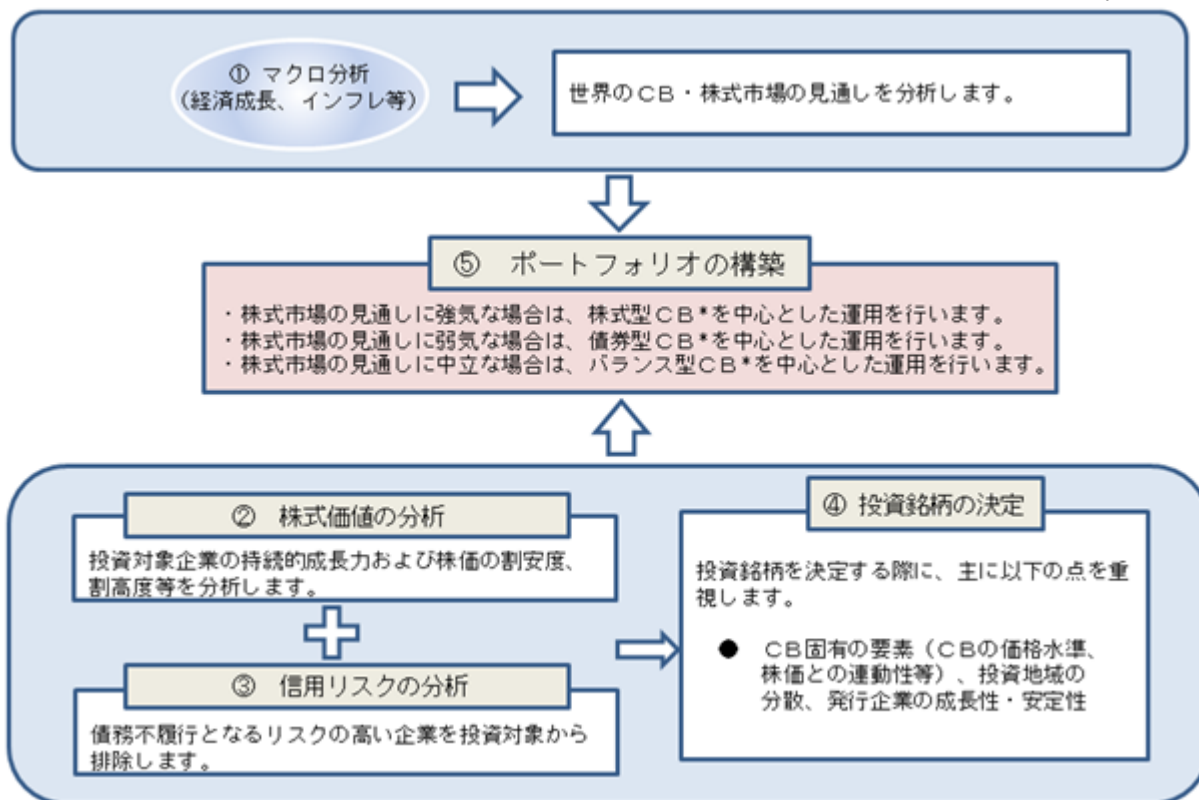 ① マクロ分析
(経済成長、インフレ等)
世界のCB・株式市場の見通しを分析します。
⑤ ポートフォリオの構築
・株式市場の見通しに強気な場合は、株式型CB*を中心とした運用を行います。
・株式市場の見通しに弱気な場合は、債券型CB*を中心とした運用を行います。
・株式市場の見通しに中立な場合は、バランス型CB*を中心とした運用を行います。
② 株式価値の分析
投資対象企業の持続的成長力および株価の割安度、
割高度等を分析します。
③ 信用リスクの分析
債務不履行となるリスクの高い企業を投資対象から
排除します。
④ 投資銘柄の決定
投資銘柄を決定する際に、主に以下の点を重
視します。
● CB固有の要素（CBの価格水準、
株価との連動性等）、投資地域の
分散、発行企業の成長性・安定性